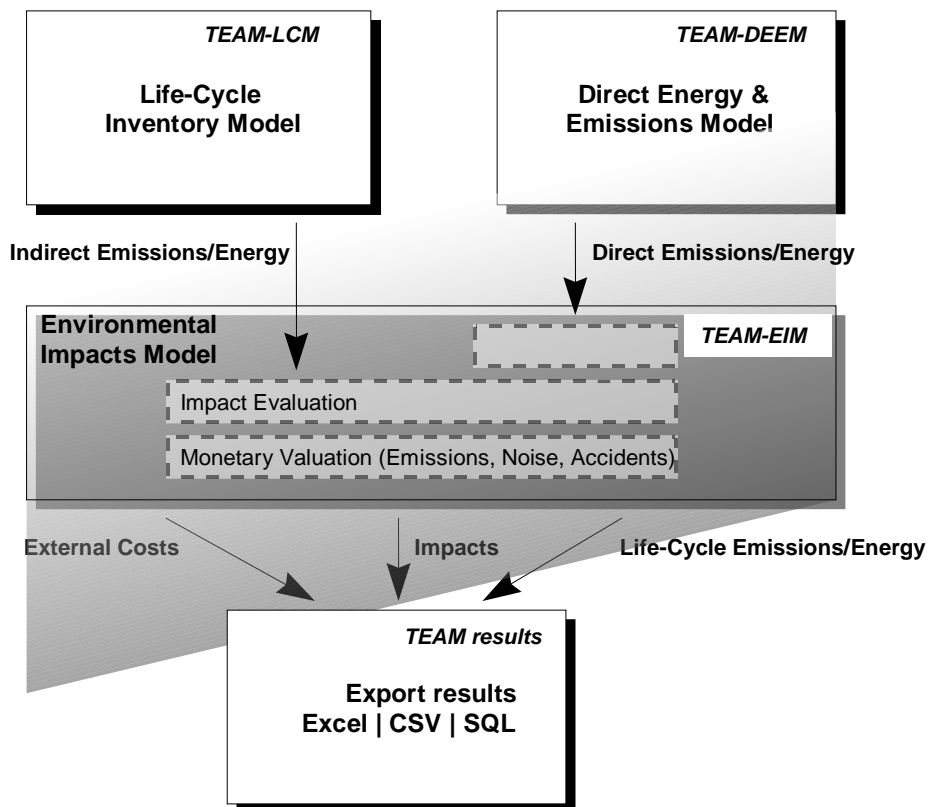 TEAM-LCM
Life-Cycle
Inventory Model
TEAM-DEEM
Direct Energy &
Emissions Model
Indirect Emissions/Energy
Direct Emissions/Energy
Environmental
Impacts Model
TEAM-EIM
Impact Evaluation
Monetary Valuation (Emissions, Noise, Accidents)
External Costs
Impacts
Life-Cycle Emissions/Energy
TEAM results
Export results
Excel | CSV | SQL